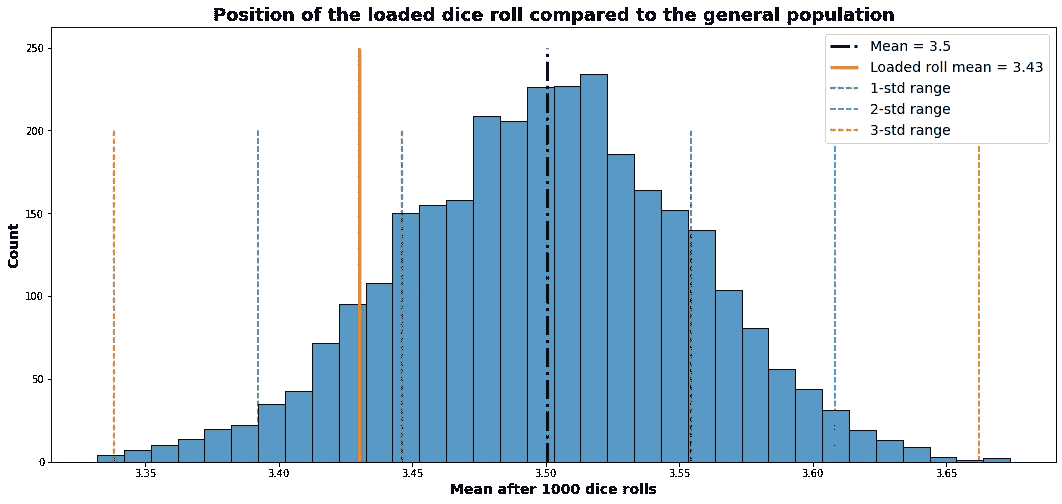 Position of the loaded dice roll compared to the general population
Mean = 3.5
Loaded roll mean = 3.43
1-std range
2-std range
3-std range
250
200
150
100
50
0
Count
3.35
3.40
3.45
3.50
3.55
3.60
3.65
Mean after 1000 dice rolls